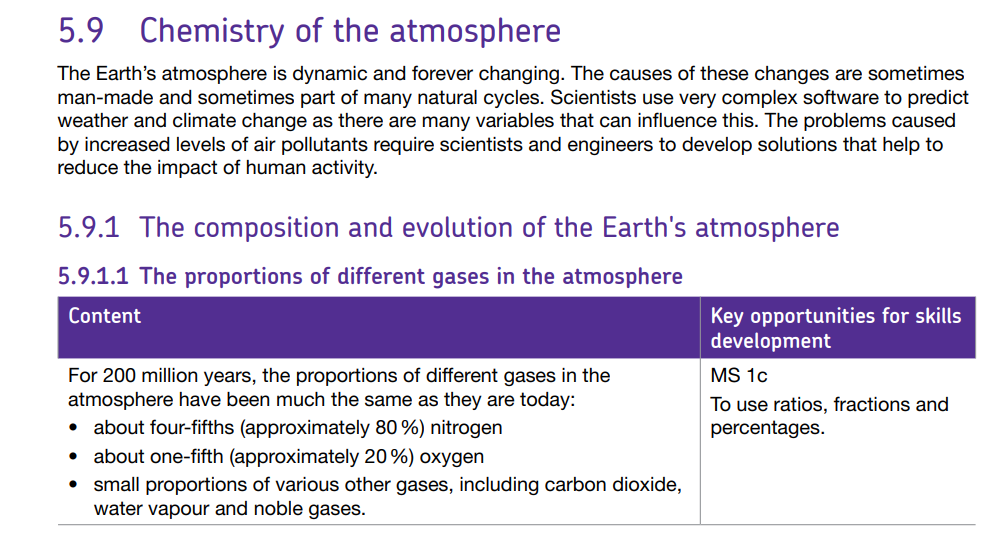 5.9 Chemistry of the atmosphere
The Earth’s atmosphere is dynamic and forever changing. The causes of these changes are sometimes
man-made and sometimes part of many natural cycles. Scientists use very complex software to predict
weather and climate change as there are many variables that can influence this. The problems caused
by increased levels of air pollutants require scientists and engineers to develop solutions that help to
reduce the impact of human activity.
5.9.1 The composition and evolution of the Earth's atmosphere
5.9.1.1 The proportions of different gases in the atmosphere
Content
Key opportunities for skills
development
For 200 million years, the proportions of different gases in the
atmosphere have been much the same as they are today:
• about four-fifths (approximately 80 %) nitrogen
• about one-fifth (approximately 20 %) oxygen
• small proportions of various other gases, including carbon dioxide,
water vapour and noble gases.
MS 1c
To use ratios, fractions and
percentages.